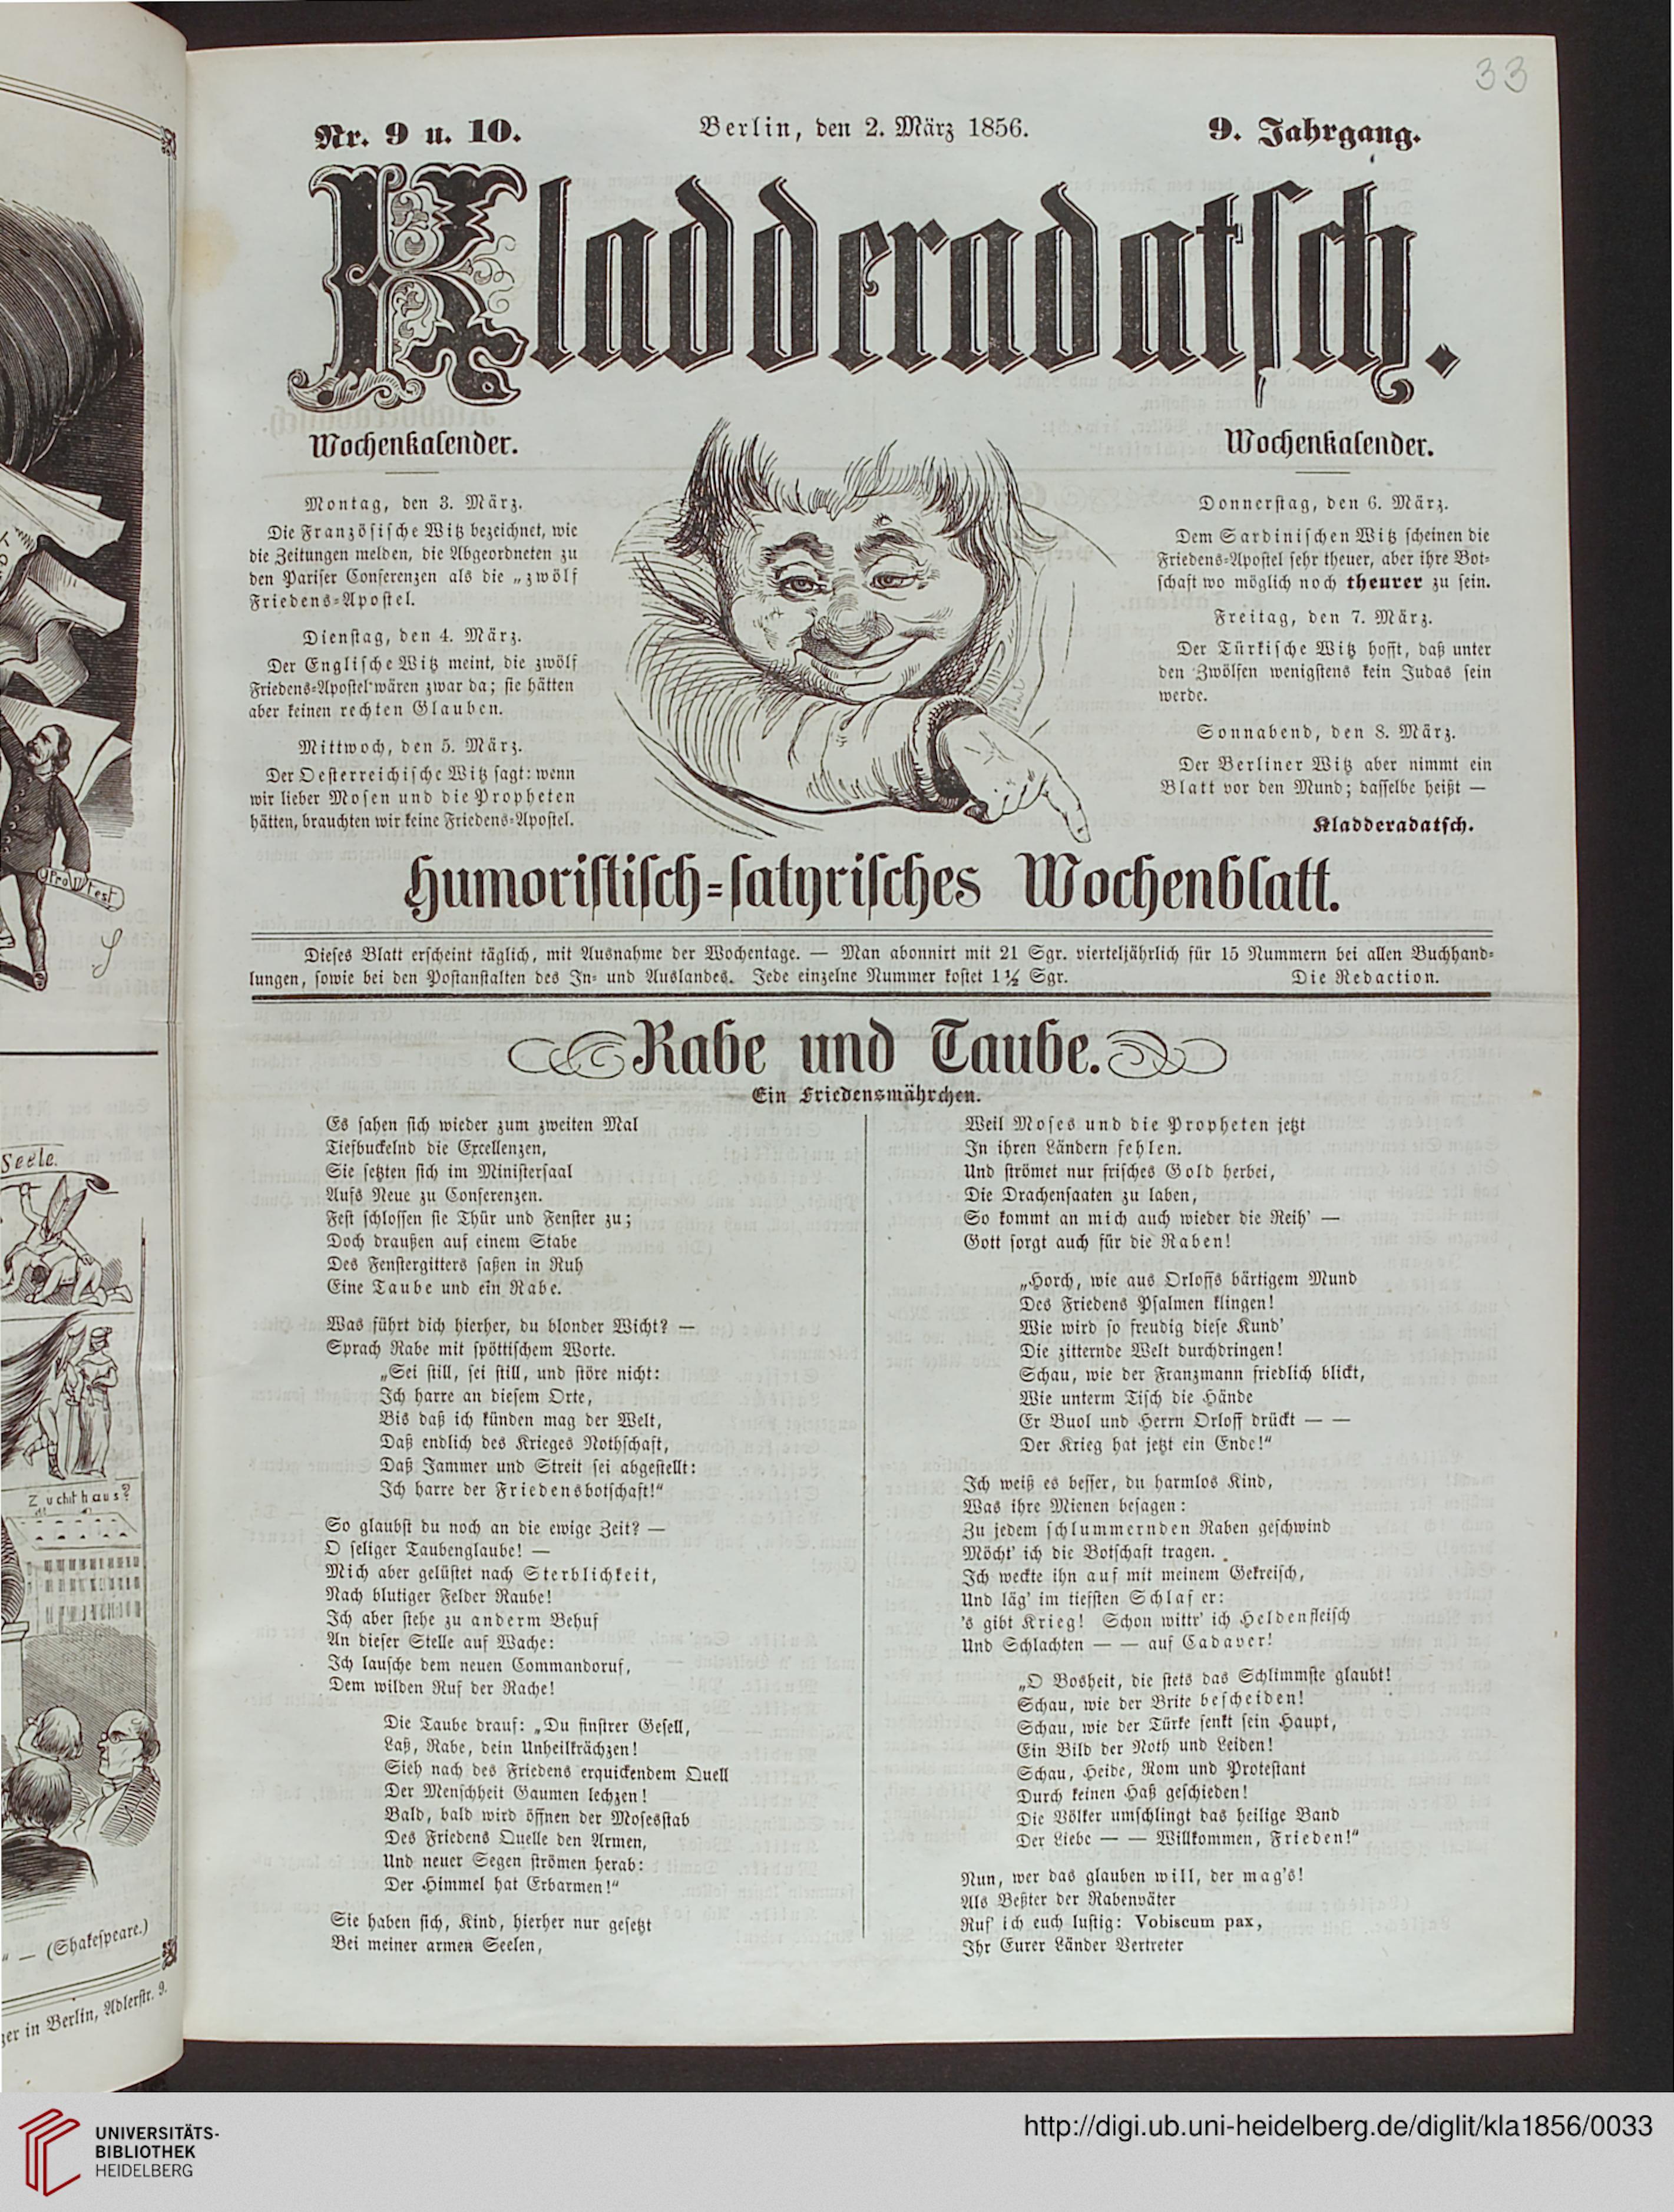 33
Nr. 9 u. 10.
Berlin, den 2. März 1856.
9. Jahrgang.
Kladderadatsch.
Wochenkalender.
Montag, den 3. März.
Die Französische Witz bezeichnet, wie
die Zeitungen melden, die Abgeordneten zu
den Pariser Conferenzen als die „zwölf
Friedens-Apostel.
Dienstag, den 4. März.
Der Englische Witz meint, die zwölf
Friedens-Apostel wären zwar da; sie hätten
aber keinen rechten Glauben.
Mittwoch, den 5. März.
Der Oesterreichische Witz sagt: wenn
wir lieber Mosen und die Propheten
hätten, brauchten wir keine Friedens-Apostel.
Wochenkalender.
Donnerstag, den 6. März.
Dem Sardinischen Witz scheinen die
Friedens-Apostel sehr theuer, aber ihre Bot-
schaft wo möglich noch theurer zu sein.
Freitag, den 7. März.
Der Türkische Witz hofft, daß unter
den Zwölfen wenigstens kein Judas sein
werde.
Sonnabend, den 8. März.
Der Berliner Witz aber nimmt ein
Blatt vor den Mund; dasselbe heißt —
Kladderadatsch.
Humoristisch-satyrisches Wochenblatt.
Dieses Blatt erscheint täglich, mit Ausnahme der Wochentage. — Man abonnirt mit 21 Sgr. vierteljährlich für 15 Nummern bei allen Buchhand-
lungen, sowie bei den Postanstalten des In- und Auslandes. Jede einzelne Nummer kostet 1½ Sgr. Die Redaction.
Rabe und Taube.
Ein Friedensmährchen.
Es sahen sich wieder zum zweiten Mal
Tiefbuckelnd die Excellenzen,
Sie setzten sich im Ministersaal
Aufs Neue zu Conferenzen.
Fest schlossen sie Thür und Fenster zu;
Doch draußen auf einem Stabe
Des Fenstergitters saßen in Ruh
Eine Taube und ein Rabe.
Was führt dich hierher, du blonder Wicht? —
Sprach Rabe mit spöttischem Worte.
„Sei still, sei still, und störe nicht:
Ich harre an diesem Orte,
Bis daß ich künden mag der Welt,
Daß endlich des Krieges Nothschaft,
Daß Jammer und Streit sei abgestellt:
Ich harre der Friedensbotschaft!“
So glaubst du noch an die ewige Zeit? —
O seliger Taubenglaube! —
Mich aber gelüstet nach Sterblichkeit,
Nach blutiger Felder Raube!
Ich aber stehe zu anderm Behuf
An dieser Stelle auf Wache:
Ich lausche dem neuen Commandoruf,
Dem wilden Ruf der Rache!
Die Taube drauf: „Du finstrer Gesell,
Laß, Rabe, dein Unheilkrächzen!
Sieh nach des Friedens erquickendem Quell
Der Menschheit Gaumen lechzen!
Bald, bald wird öffnen der Mosesstab
Des Friedens Quelle den Armen,
Und neuer Segen strömen herab:
Der Himmel hat Erbarmen!“
Sie haben sich, Kind, hierher nur gesetzt
Bei meiner armen Seelen,
Weil Moses und die Propheten jetzt
In ihren Ländern fehlen.
Und strömet nur frisches Gold herbei,
Die Drachensaaten zu laben,
So kommt an mich auch wieder die Reih' —
Gott sorgt auch für die Raben!
„Horch, wie aus Orloffs bärtigem Mund
Des Friedens Psalmen klingen!
Wie wird so freudig diese Kund'
Die zitternde Welt durchdringen!
Schau, wie der Franzmann friedlich blickt,
Wie unterm Tisch die Hände
Er Buol und Herrn Orloff drückt — —
Der Krieg hat jetzt ein Ende!“
Ich weiß es besser, du harmlos Kind,
Was ihre Mienen besagen:
Zu jedem schlummernden Raben geschwind
Möcht' ich die Botschaft tragen.
Ich weckte ihn auf mit meinem Gekreisch,
Und läg' im tiefsten Schlaf er:
's gibt Krieg! Schon wittr' ich Heldenfleisch
Und Schlachten — — auf Cadaver!
„O Bosheit, die stets das Schlimmste glaubt!
Schau, wie der Brite bescheiden!
Schau, wie der Türke senkt sein Haupt,
Ein Bild der Noth und Leiden!
Schau, Heide, Rom und Protestant
Durch keinen Haß geschieden!
Die Völker umschlingt das heilige Band
Der Liebe — — Willkommen, Frieden!“
Nun, wer das glauben will, der mag's!
Als Beßter der Rabenväter
Ruf' ich euch lustig: Vobiscum pax,
Ihr Eurer Länder Vertreter
Protest
Seele.
Zuchthaus?
“ — (Shakespeare.)
in Berlin, Adlerstr. 9.
UNIVERSITÄTS-
BIBLIOTHEK
HEIDELBERG
http://digi.ub.uni-heidelberg.de/diglit/kla1856/0033